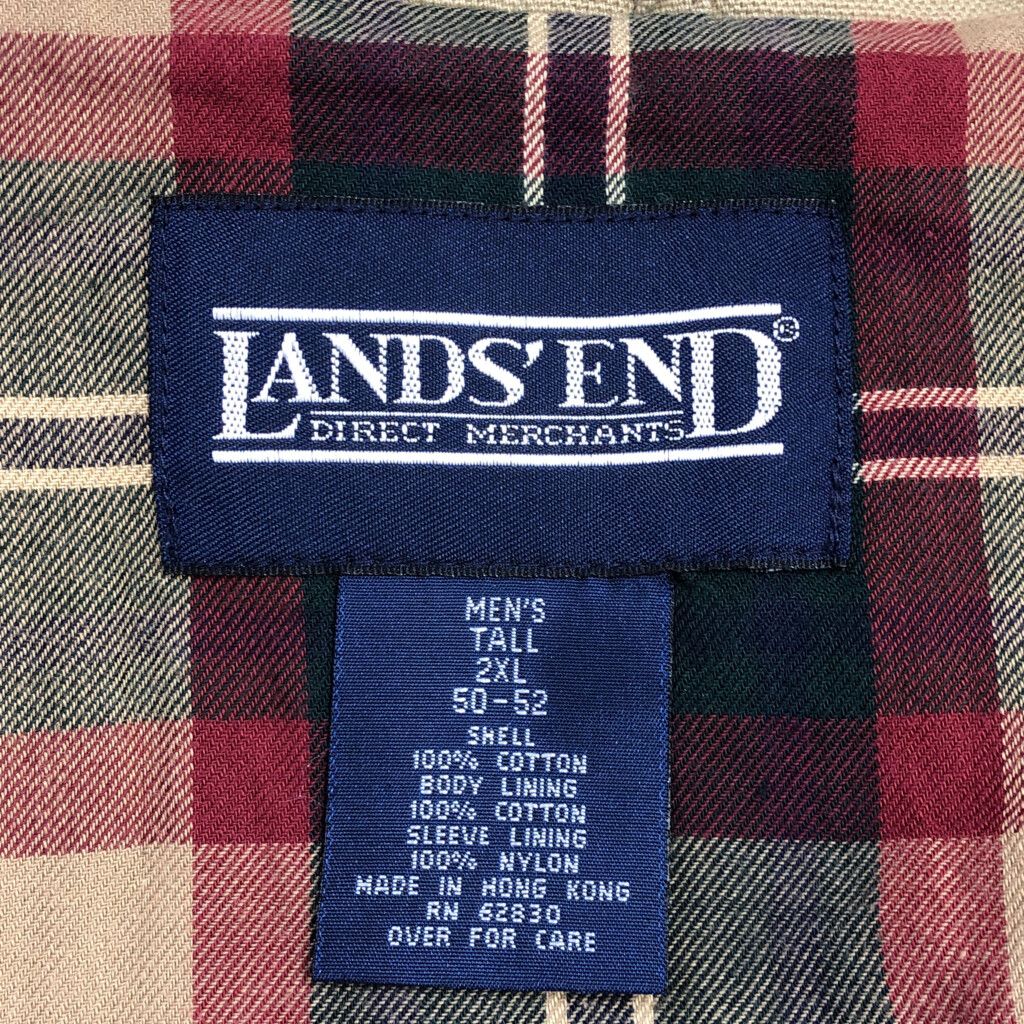 LANDS' END®
DIRECT MERCHANTS
MEN'S
TALL
2XL
50-52
SHELL
100% COTTON
BODY LINING
100% COTTON
SLEEVE LINING
100% NYLON
MADE IN HONG KONG
RN 62830
OVER FOR CARE